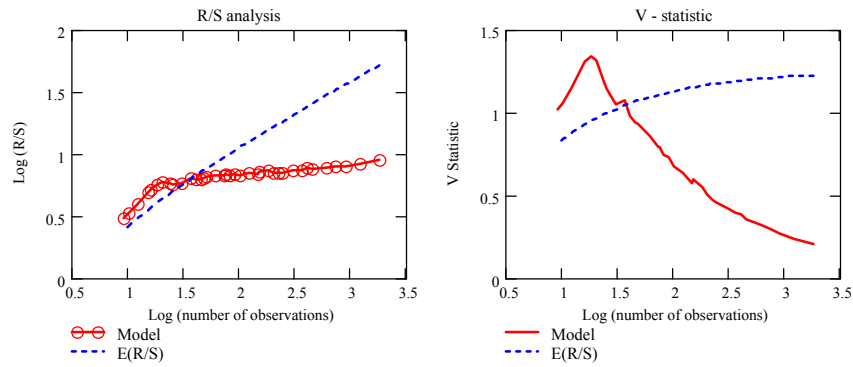 R/S analysis
2
1.5
1
0.5
0
Log (R/S)
0.5
1
1.5
2
2.5
3
3.5
Log (number of observations)
Model
E(R/S)
V - statistic
1.5
1
0.5
0
V Statistic
0.5
1
1.5
2
2.5
3
3.5
Log (number of observations)
Model
E(R/S)